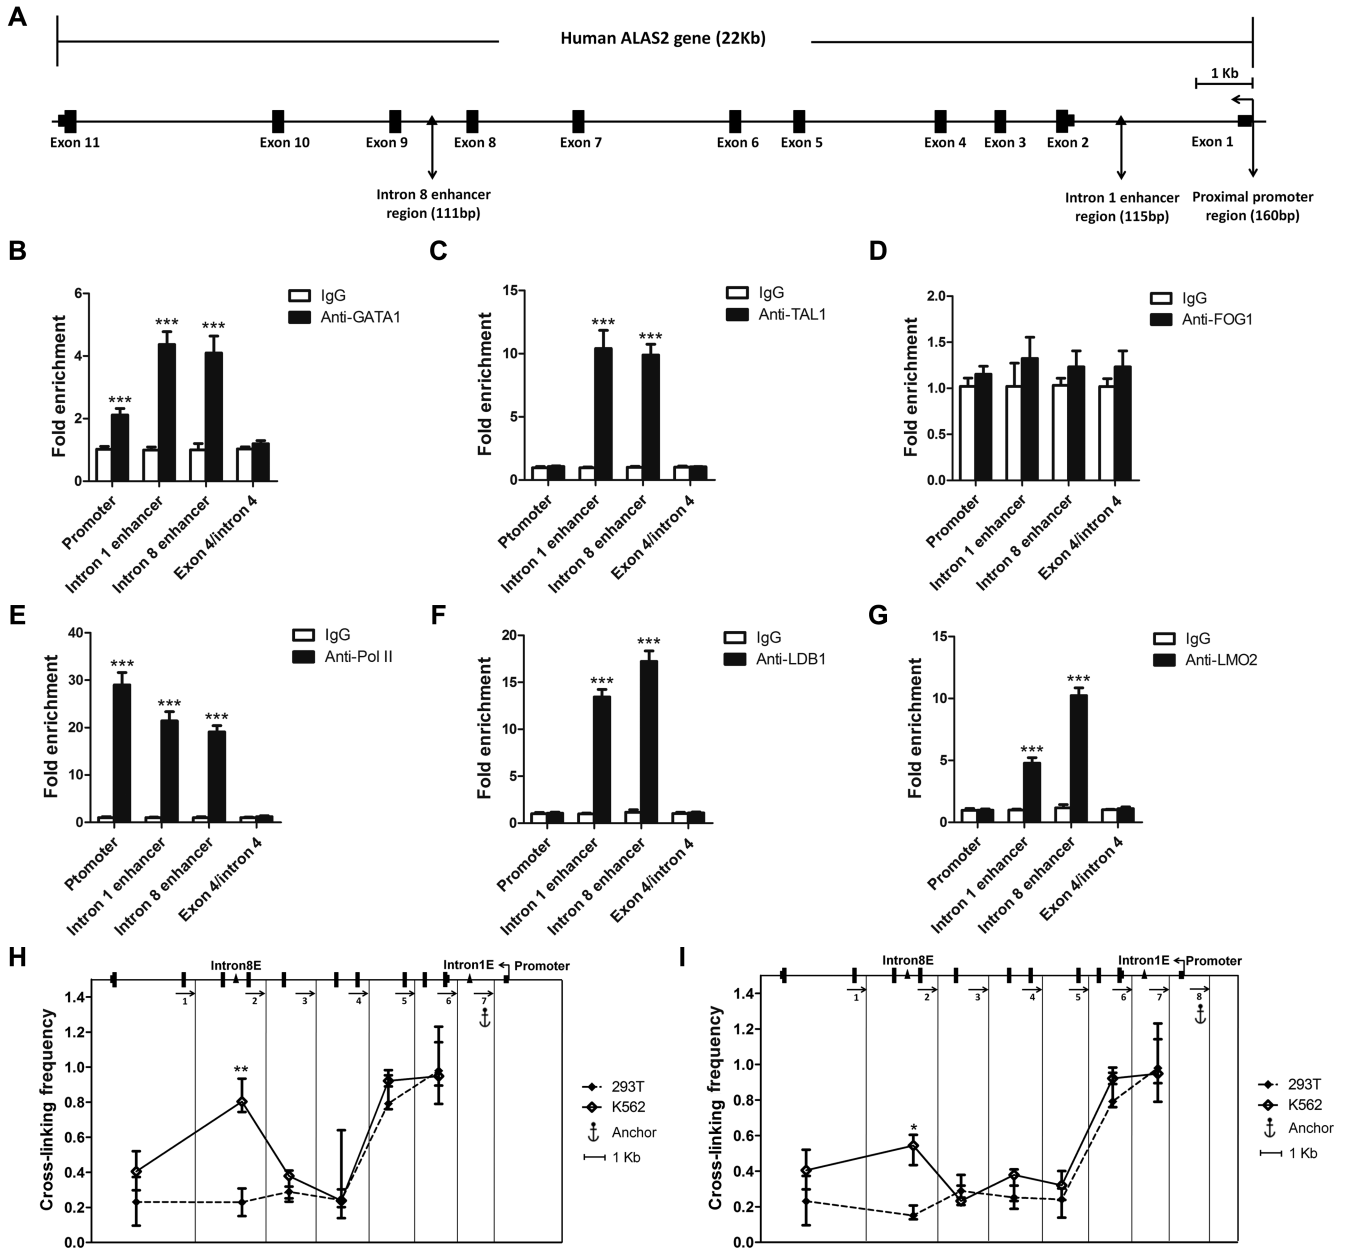 A
Human ALAS2 gene (22Kb)
1 Kb
Exon 11
Exon 10
Exon 9
Exon 8
Exon 7
Exon 6
Exon 5
Exon 4
Exon 3
Exon 2
Exon 1
Intron 8 enhancer
region (111bp)
Intron 1 enhancer
region (115bp)
Proximal promoter
region (160bp)
B
Fold enrichment
6
4
2
0
***
***
***
IgG
Anti-GATA1
Promoter
Intron 1 enhancer
Intron 8 enhancer
Exon 4/intron 4
C
Fold enrichment
15
10
5
0
***
***
IgG
Anti-TAL1
Ptomoter
Intron 1 enhancer
Intron 8 enhancer
Exon 4/intron 4
D
Fold enrichment
2.0
1.5
1.0
0.5
0.0
IgG
Anti-FOG1
Promoter
Intron 1 enhancer
Intron 8 enhancer
Exon 4/intron 4
E
Fold enrichment
40
30
20
10
0
***
***
***
IgG
Anti-Pol II
Ptomoter
Intron 1 enhancer
Intron 8 enhancer
Exon 4/intron 4
F
Fold enrichment
20
15
10
5
0
***
***
IgG
Anti-LDB1
Promoter
Intron 1 enhancer
Intron 8 enhancer
Exon 4/intron 4
G
Fold enrichment
15
10
5
0
***
***
IgG
Anti-LMO2
Promoter
Intron 1 enhancer
Intron 8 enhancer
Exon 4/intron 4
H
Intron8E
Intron1E
Promoter
1 2 3 4 5 6 7
Cross-linking frequency
1.4
1.2
1.0
0.8
0.6
0.4
0.2
0.0
**
293T
K562
Anchor
1 Kb
I
Intron8E
Intron1E
Promoter
1 2 3 4 5 6 7 8
Cross-linking frequency
1.4
1.2
1.0
0.8
0.6
0.4
0.2
0.0
*
293T
K562
Anchor
1 Kb